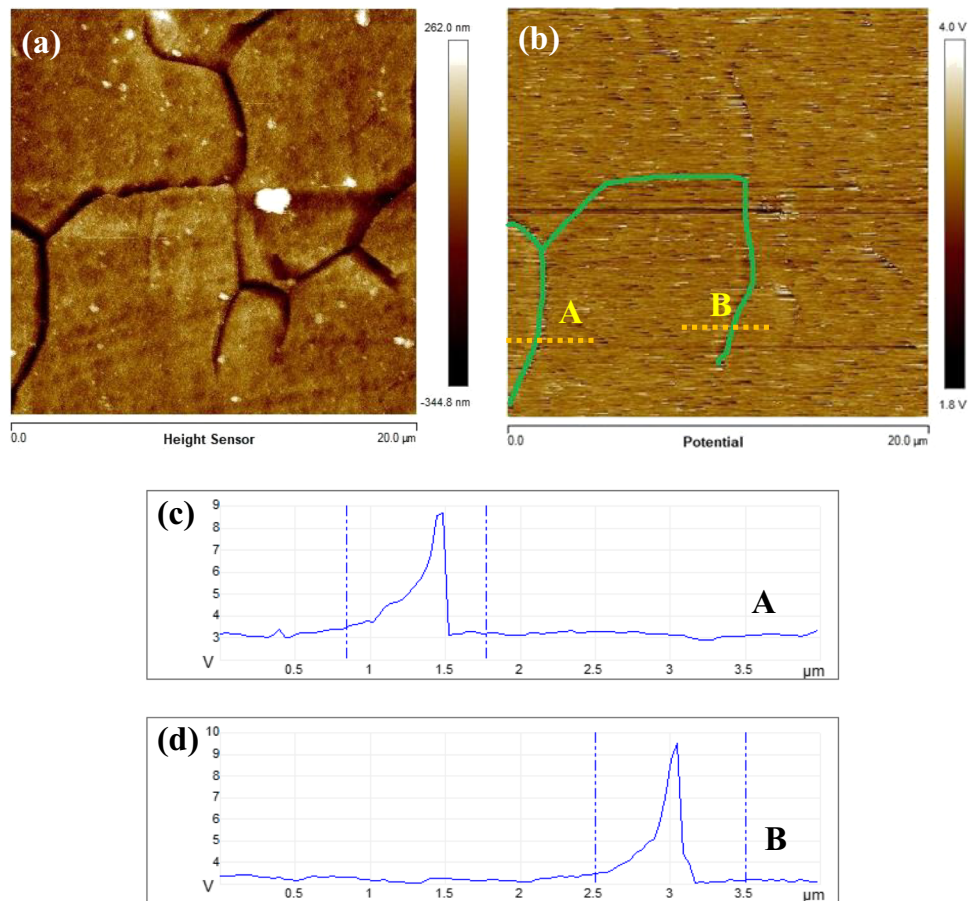 (a)
262.0 nm
-344.8 nm
0.0 Height Sensor 20.0 µm
(b)
4.0 V
1.8 V
A
B
0.0 Potential 20.0 µm
(c)
9
8
7
6
5
4
3
V
0.5 1 1.5 2 2.5 3 3.5 µm
A
(d)
10
9
8
7
6
5
4
V
0.5 1 1.5 2 2.5 3 3.5 µm
B